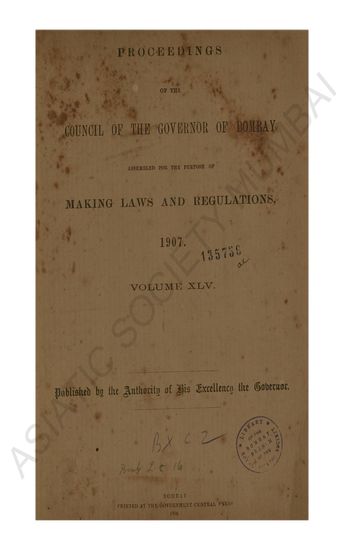 PROCEEDINGS
OF THE
COUNCIL OF THE GOVERNOR OF BOMBAY
ASSEMBLED FOR THE PURPOSE OF
MAKING LAWS AND REGULATIONS,
1907.
135736
VOLUME XLV.
Published by the Authority of His Excellency the Governor.
LIBRARY
BOMBAY
BOMBAY
PRINTED AT THE GOVERNMENT CENTRAL PRESS
ASIATIC SOCIETY MUMBAI